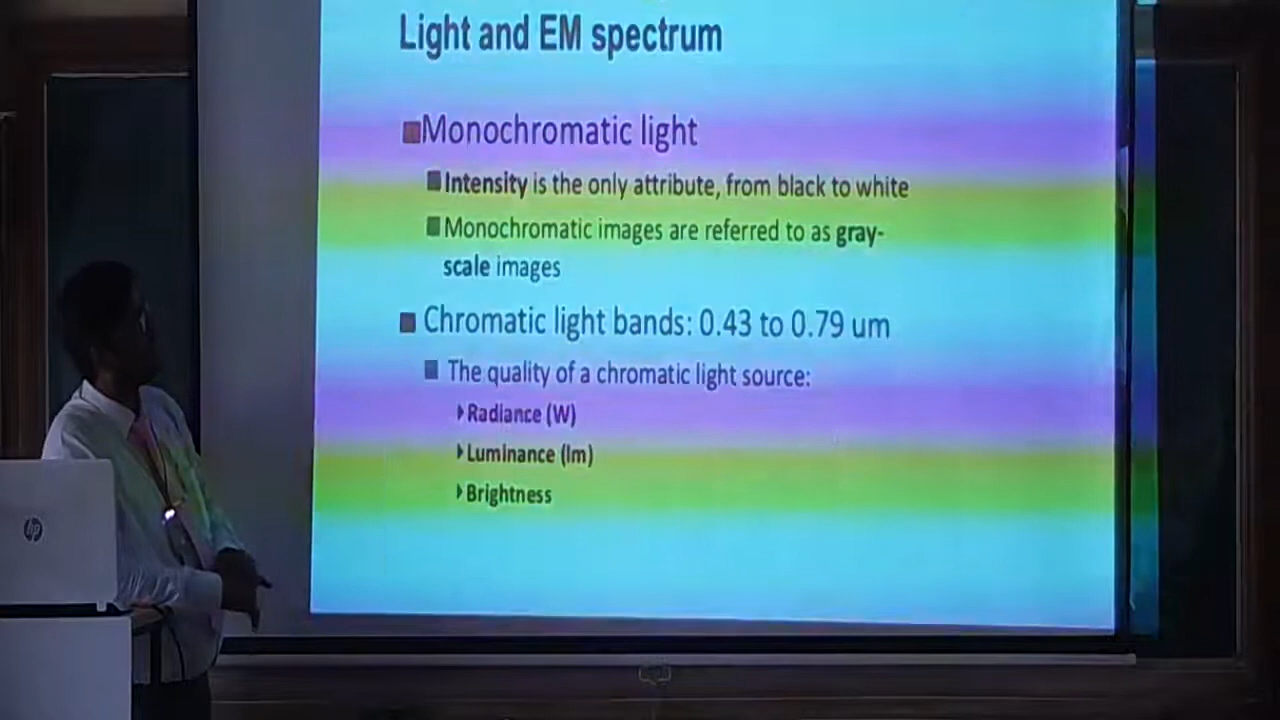 Light and EM spectrum
Monochromatic light
Intensity is the only attribute, from black to white
Monochromatic images are referred to as gray-
scale images
Chromatic light bands: 0.43 to 0.79 um
The quality of a chromatic light source:
Radiance (W)
Luminance (lm)
Brightness
hp